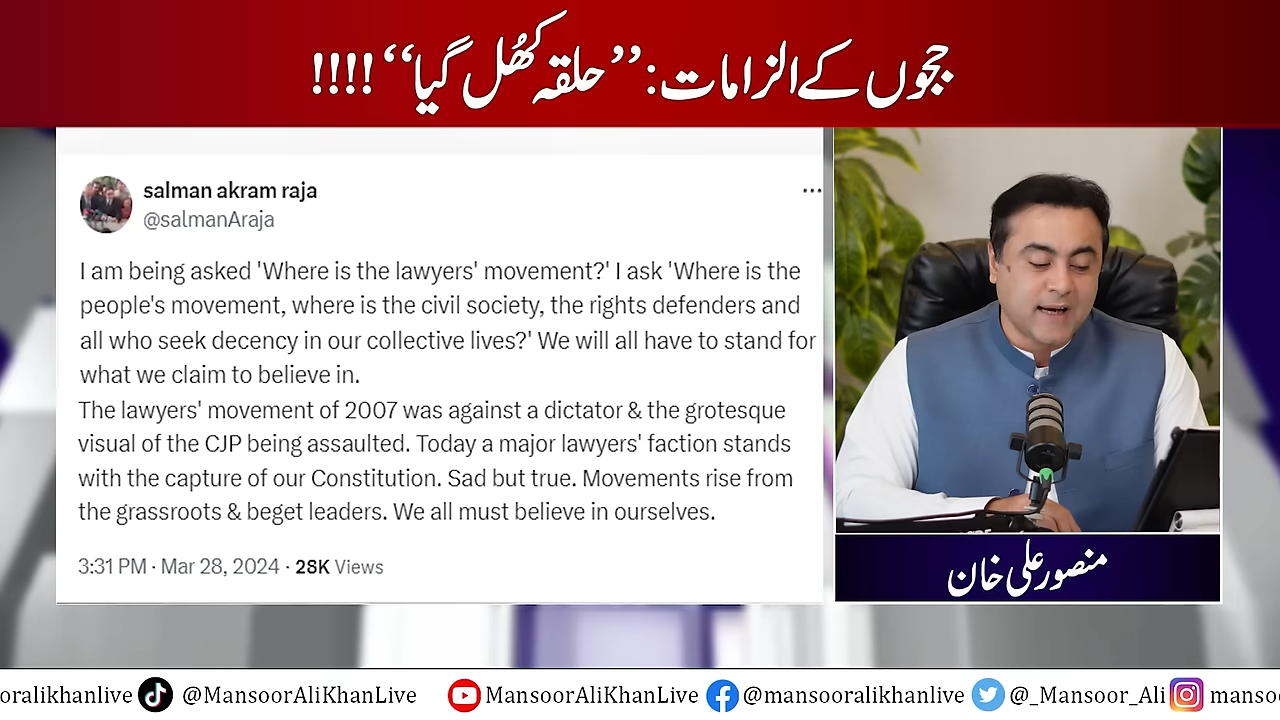 ججوں کے الزامات: ’’حلقہ کھُل گیا‘‘ !!!!
salman akram raja
@salmanAraja
I am being asked 'Where is the lawyers' movement?' I ask 'Where is the
people's movement, where is the civil society, the rights defenders and
all who seek decency in our collective lives?' We will all have to stand for
what we claim to believe in.
The lawyers' movement of 2007 was against a dictator & the grotesque
visual of the CJP being assaulted. Today a major lawyers' faction stands
with the capture of our Constitution. Sad but true. Movements rise from
the grassroots & beget leaders. We all must believe in ourselves.
3:31 PM · Mar 28, 2024 · 28K Views
منصور علی خان
oralikhanlive @MansoorAliKhanLive MansoorAliKhanLive @mansooralikhanlive @_Mansoor_Ali manso